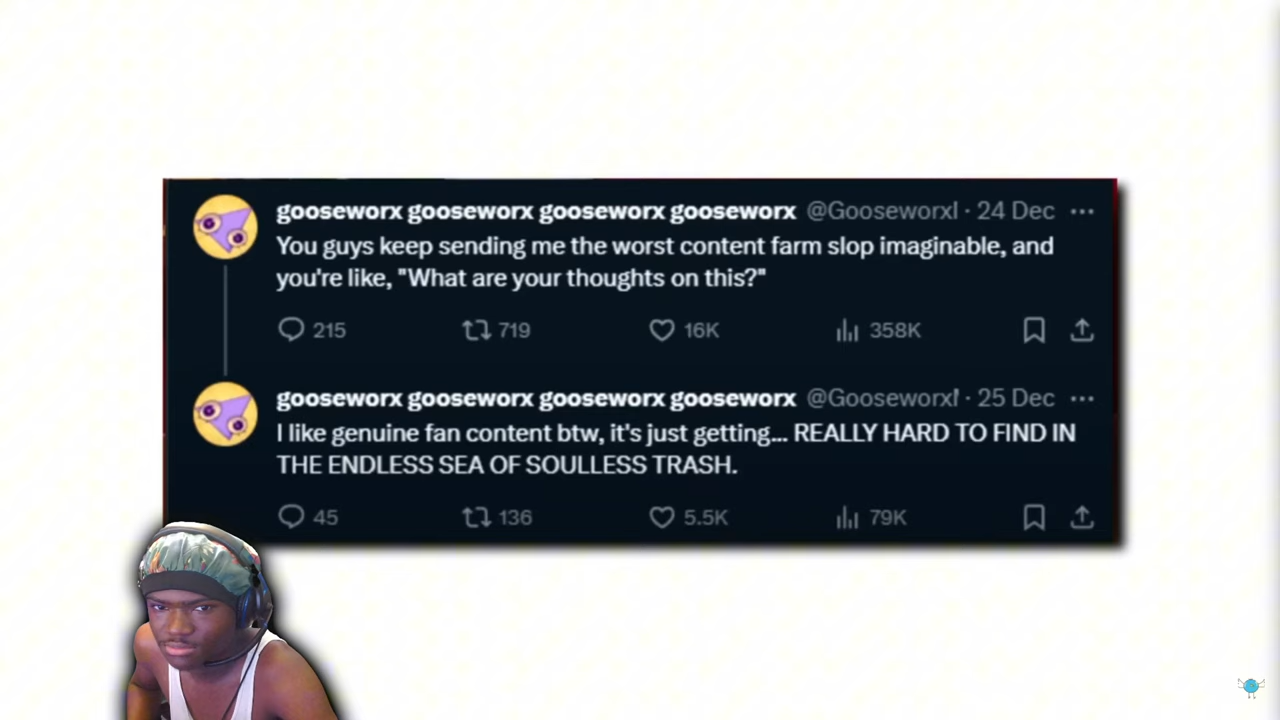 gooseworx gooseworx gooseworx gooseworx @Gooseworxl · 24 Dec ···
You guys keep sending me the worst content farm slop imaginable, and
you're like, "What are your thoughts on this?"
215 719 16K 358K
gooseworx gooseworx gooseworx gooseworx @Gooseworx · 25 Dec ···
I like genuine fan content btw, it's just getting... REALLY HARD TO FIND IN
THE ENDLESS SEA OF SOULLESS TRASH.
45 136 5.5K 79K